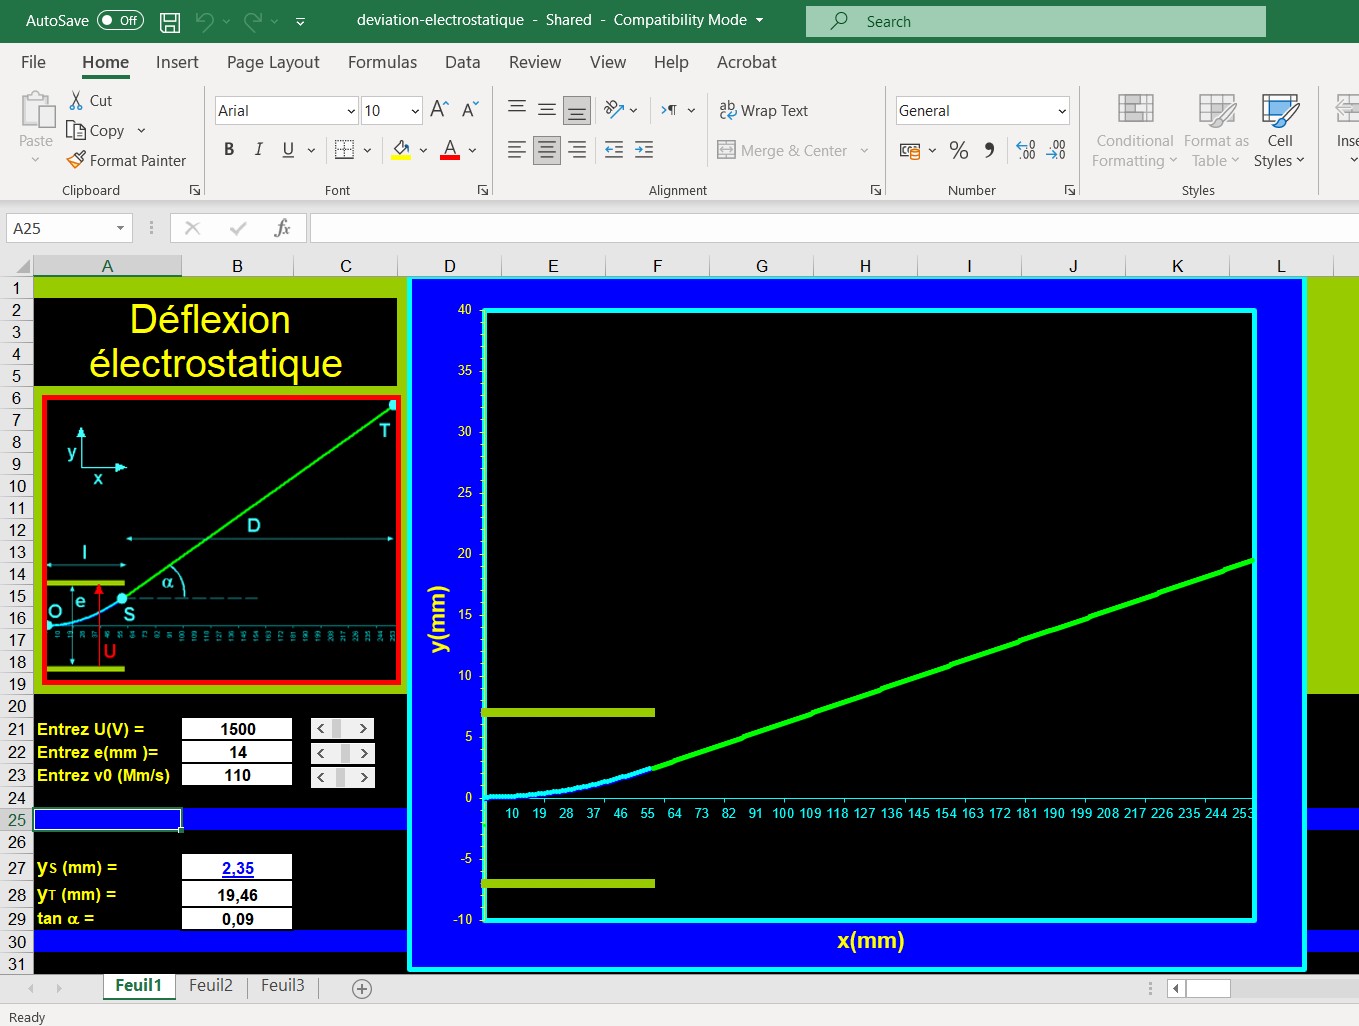 AutoSave Off
deviation-electrostatique - Shared - Compatibility Mode
Search
File Home Insert Page Layout Formulas Data Review View Help Acrobat
Paste
Cut
Copy
Format Painter
Clipboard
Arial 10
B I U A
Font
Wrap Text
Merge & Center
Alignment
General
%
Number
Conditional Formatting
Format as Table
Cell Styles
Styles
A25
fx
A B C D E F G H I J K L
1
2
3
4
5
6
7
8
9
10
11
12
13
14
15
16
17
18
19
20
21
22
23
24
25
26
27
28
29
30
31
Déflexion
électrostatique
y
x
T
D
l
α
e
O
S
U
Entrez U(V) = 1500
Entrez e(mm )= 14
Entrez v0 (Mm/s) 110
yS (mm) = 2,35
yT (mm) = 19,46
tan α = 0,09
40
35
30
25
20
15
10
5
0
-5
-10
y(mm)
10 19 28 37 46 55 64 73 82 91 100 109 118 127 136 145 154 163 172 181 190 199 208 217 226 235 244 253
x(mm)
Feuil1 Feuil2 Feuil3
Ready